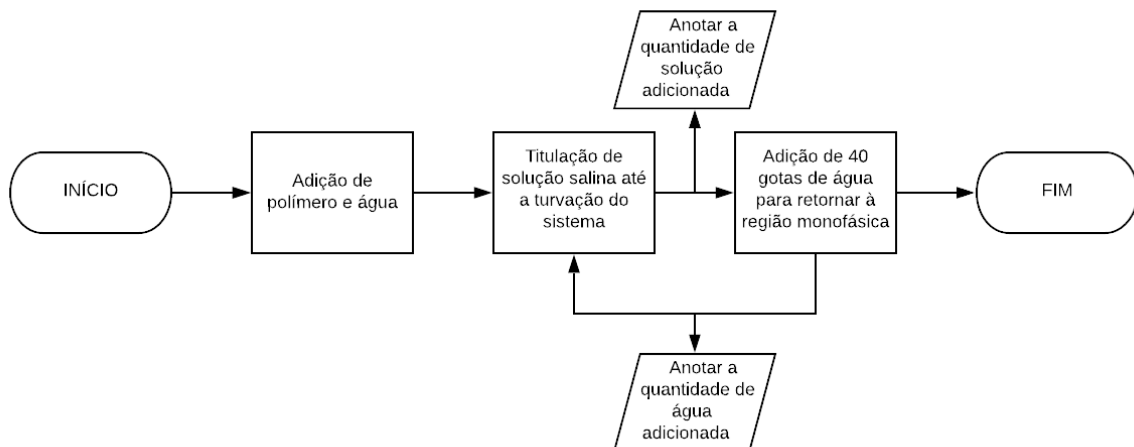 INÍCIO
Adição de
polímero e água
Titulação de
solução salina até
a turvação do
sistema
Anotar a
quantidade de
solução
adicionada
Adição de 40
gotas de água
para retornar à
região monofásica
FIM
Anotar a
quantidade de
água
adicionada